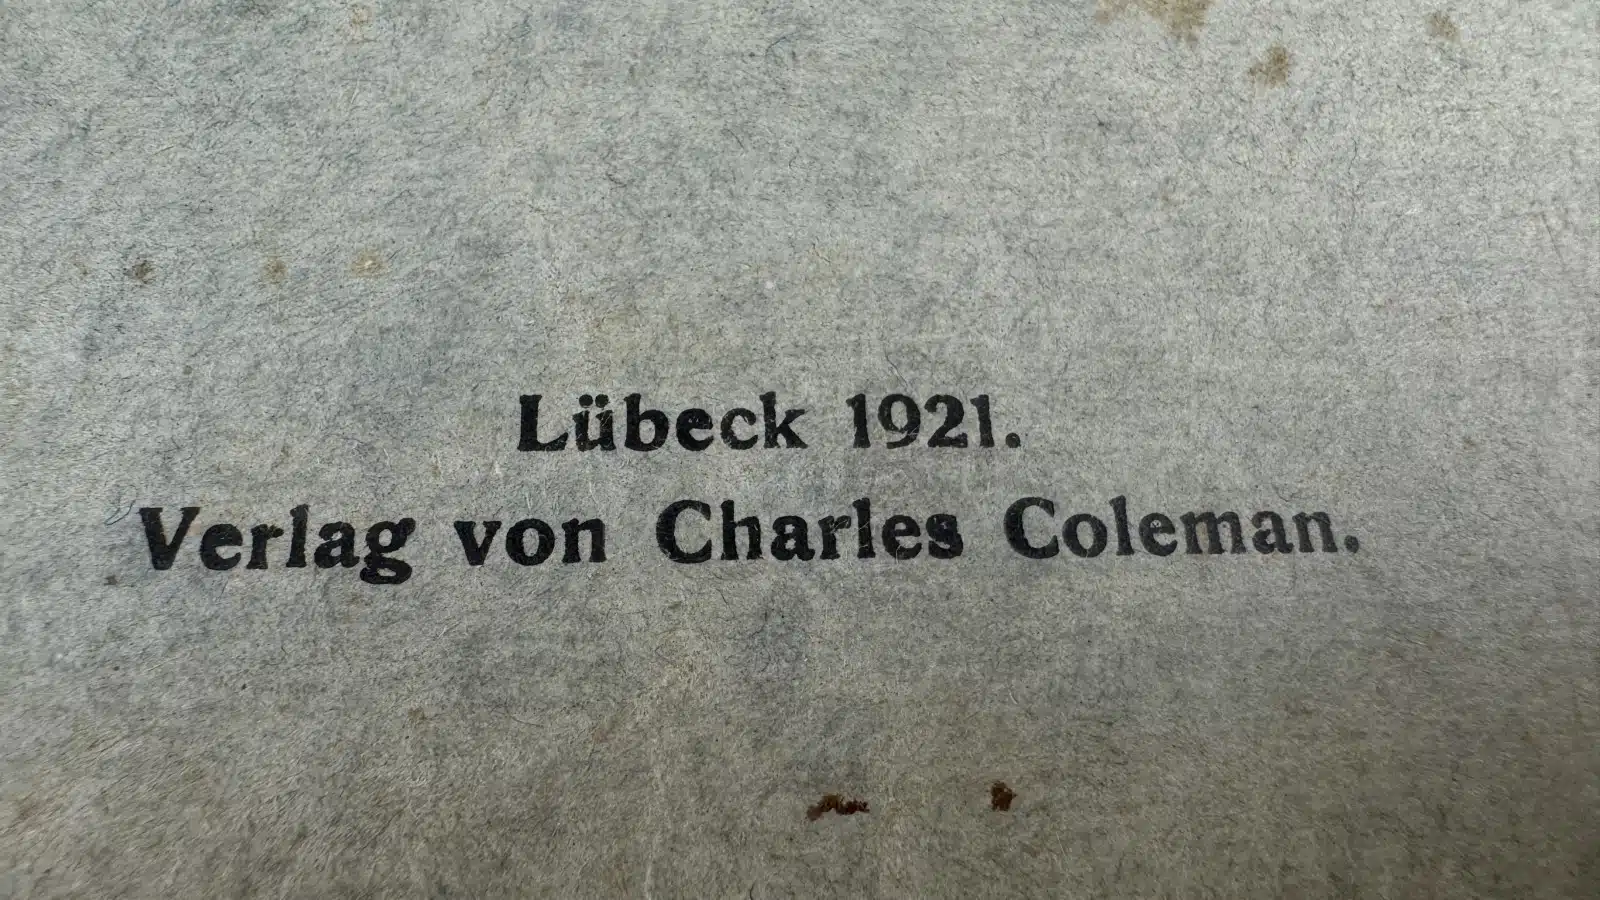 Lübeck 1921.
Verlag von Charles Coleman.